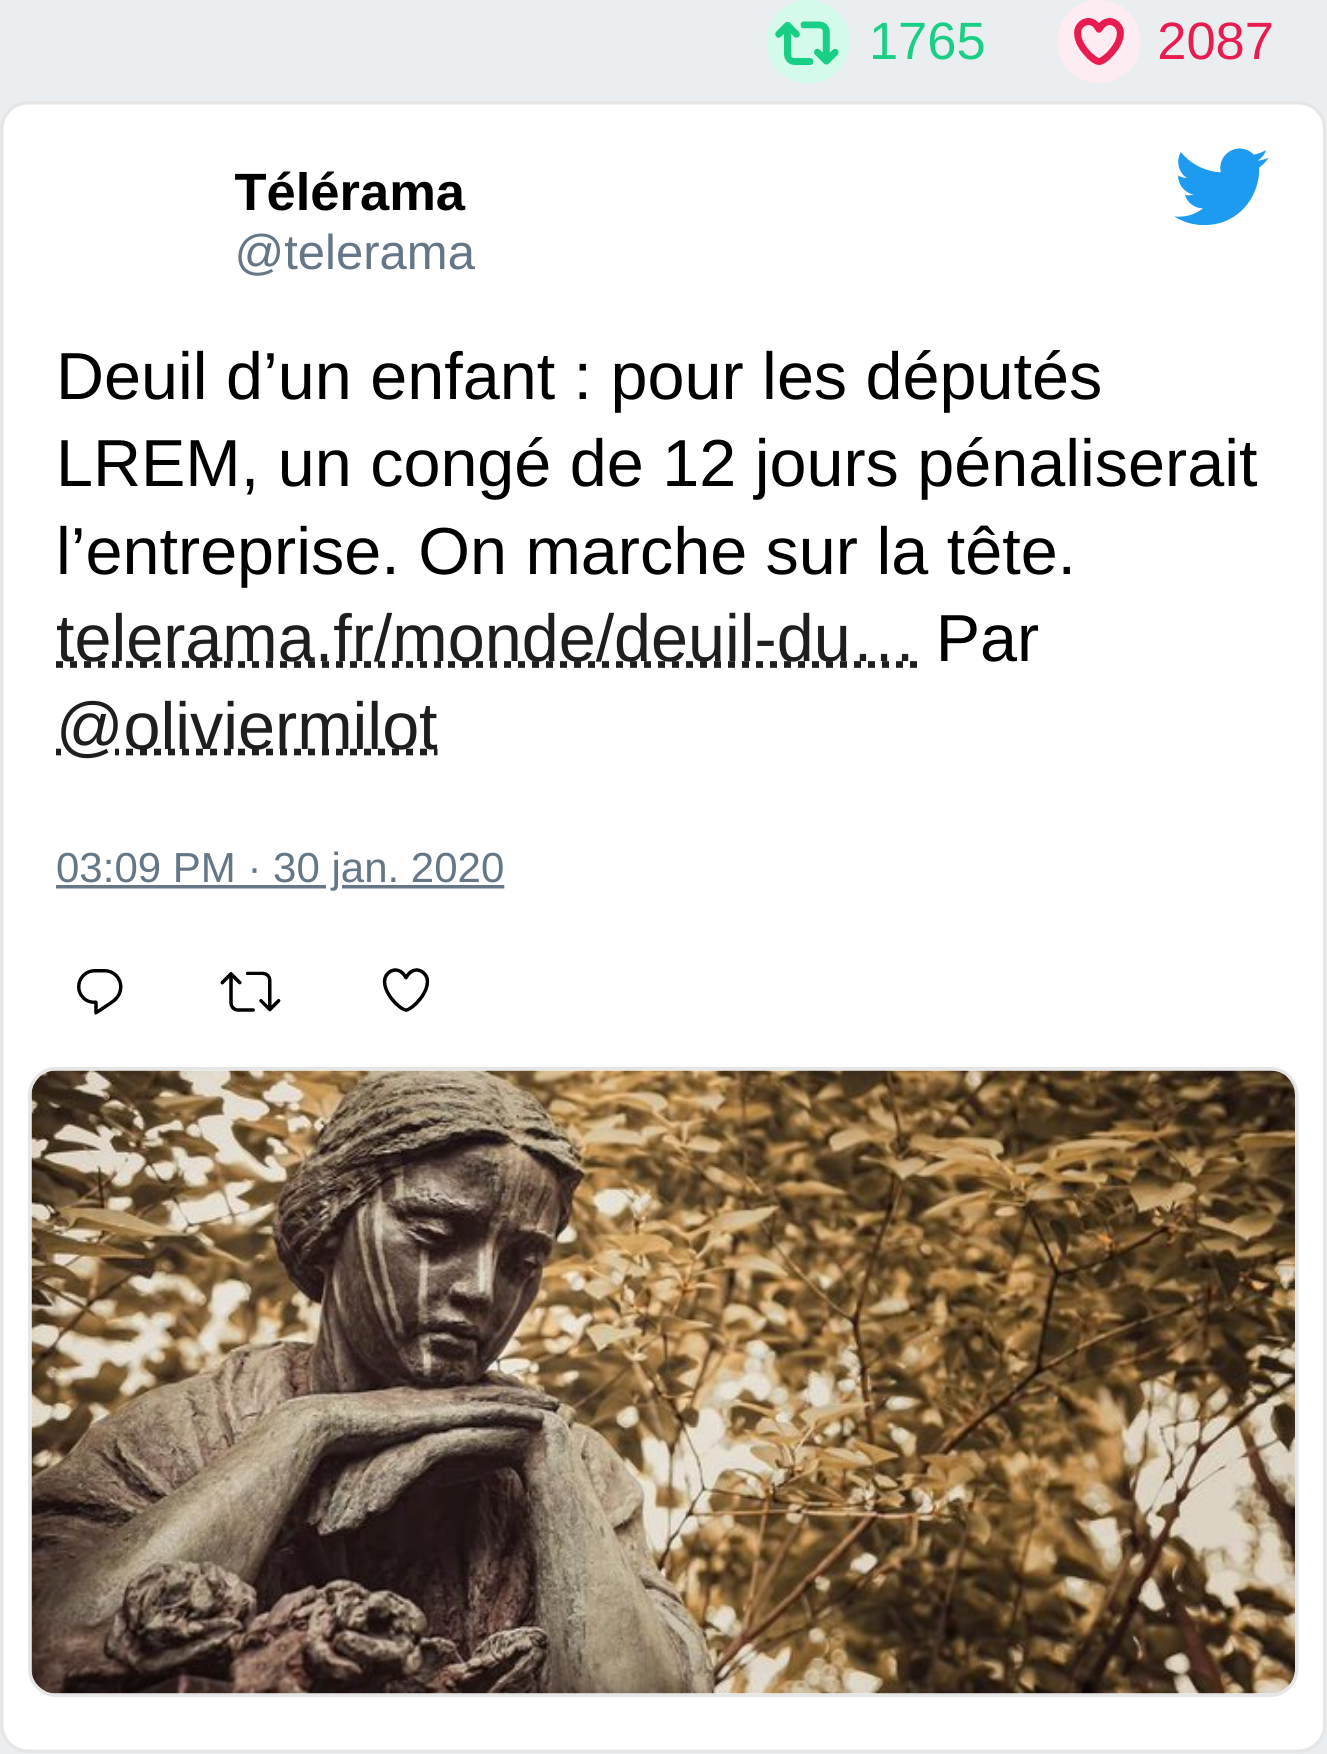 1765 2087
Télérama
@telerama
Deuil d’un enfant : pour les députés
LREM, un congé de 12 jours pénaliserait
l’entreprise. On marche sur la tête.
telerama.fr/monde/deuil-du… Par
@oliviermilot
03:09 PM · 30 jan. 2020